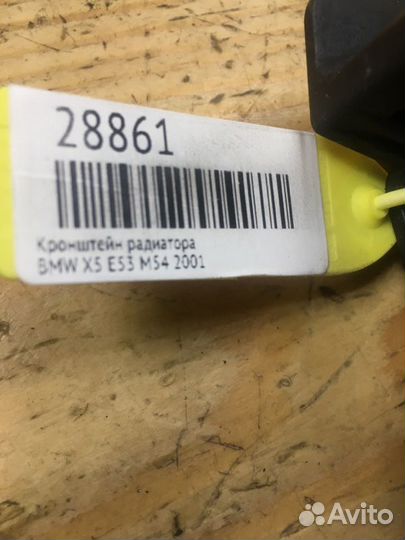 28861
Кронштейн радиатора
BMW X5 E53 M54 2001
Avito